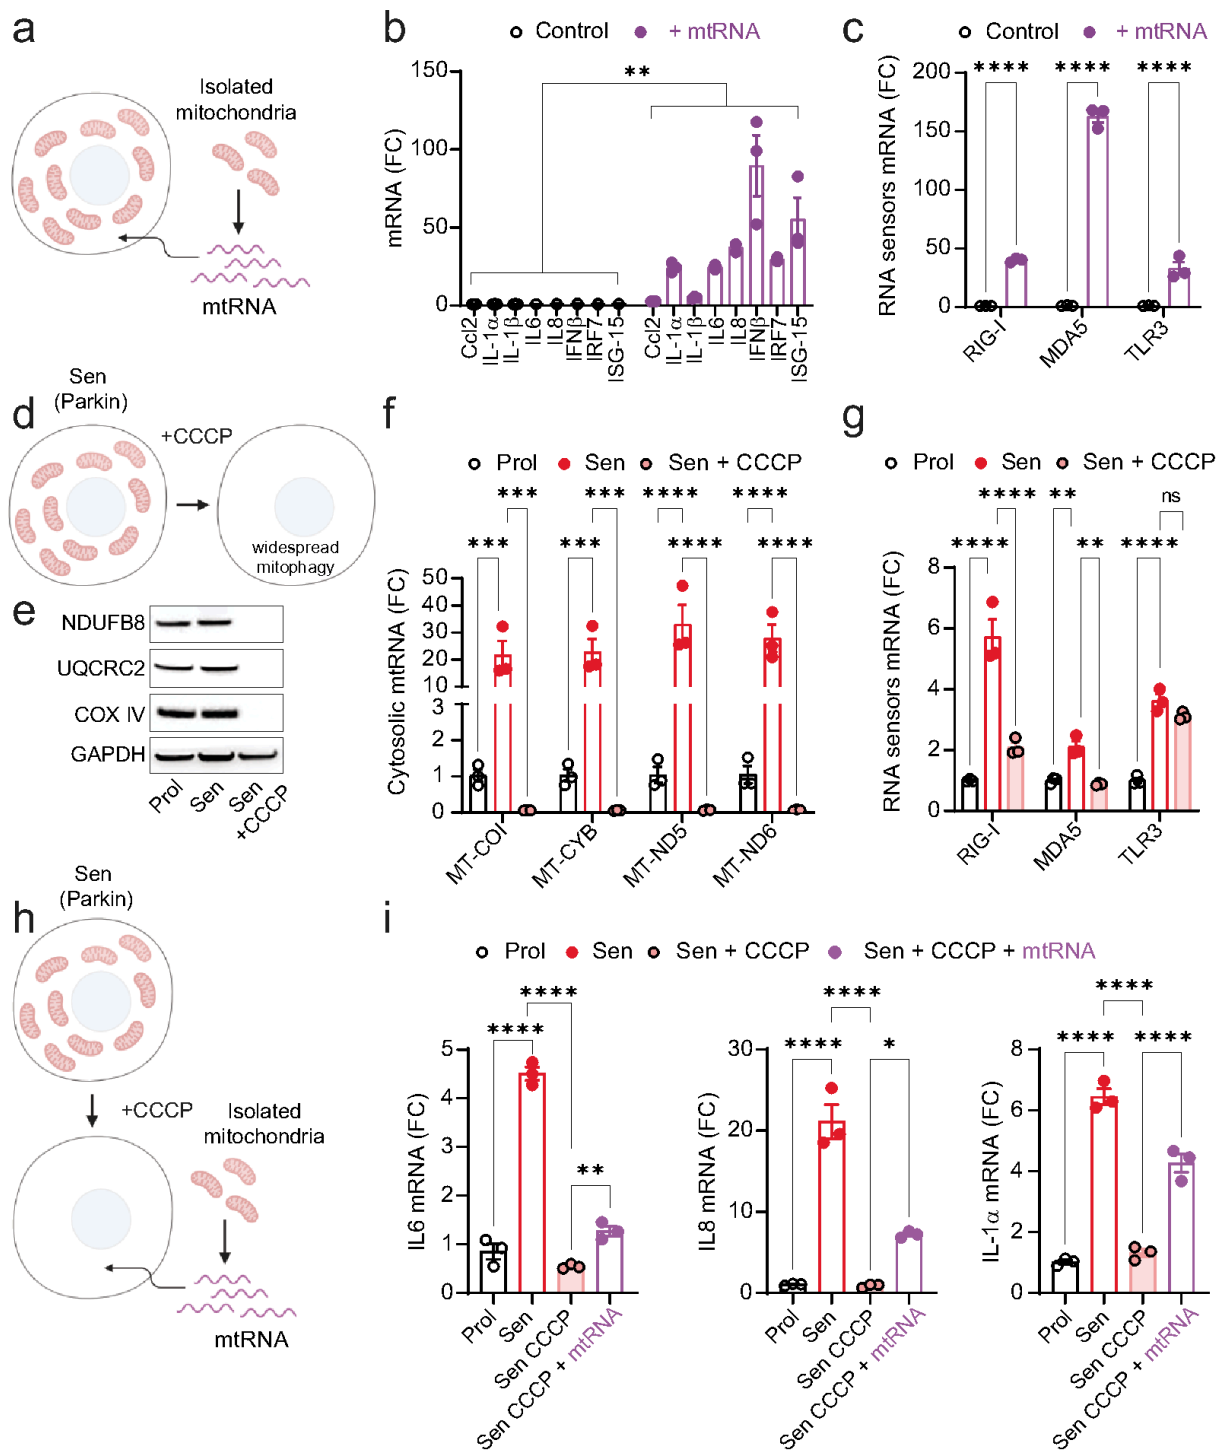 a
Isolated
mitochondria
mtRNA
b
Control + mtRNA
**
mRNA (FC)
150
100
50
0
Ccl2
IL-1α
IL-1β
IL6
IL8
IFNβ
IRF7
ISG-15
Ccl2
IL-1α
IL-1β
IL6
IL8
IFNβ
IRF7
ISG-15
c
Control + mtRNA
**** **** ****
RNA sensors mRNA (FC)
200
150
100
50
0
RIG-I
MDA5
TLR3
d
Sen
(Parkin)
+CCCP
widespread
mitophagy
e
NDUFB8
UQCRC2
COX IV
GAPDH
Prol
Sen
Sen
+CCCP
f
Prol Sen Sen + CCCP
*** *** **** ****
*** *** **** ****
Cytosolic mtRNA (FC)
50
40
30
20
10
3
2
1
0
MT-COI
MT-CYB
MT-ND5
MT-ND6
g
Prol Sen Sen + CCCP
**** ** ns
**** ** ****
RNA sensors mRNA (FC)
8
6
4
2
0
RIG-I
MDA5
TLR3
h
Sen
(Parkin)
+CCCP
Isolated
mitochondria
mtRNA
i
Prol Sen Sen + CCCP Sen + CCCP + mtRNA
****
****
**
IL6 mRNA (FC)
5
4
3
2
1
0
Prol
Sen
Sen CCCP
Sen CCCP + mtRNA
****
**** *
IL8 mRNA (FC)
30
20
10
0
Prol
Sen
Sen CCCP
Sen CCCP + mtRNA
****
**** ****
IL-1α mRNA (FC)
8
6
4
2
0
Prol
Sen
Sen CCCP
Sen CCCP + mtRNA